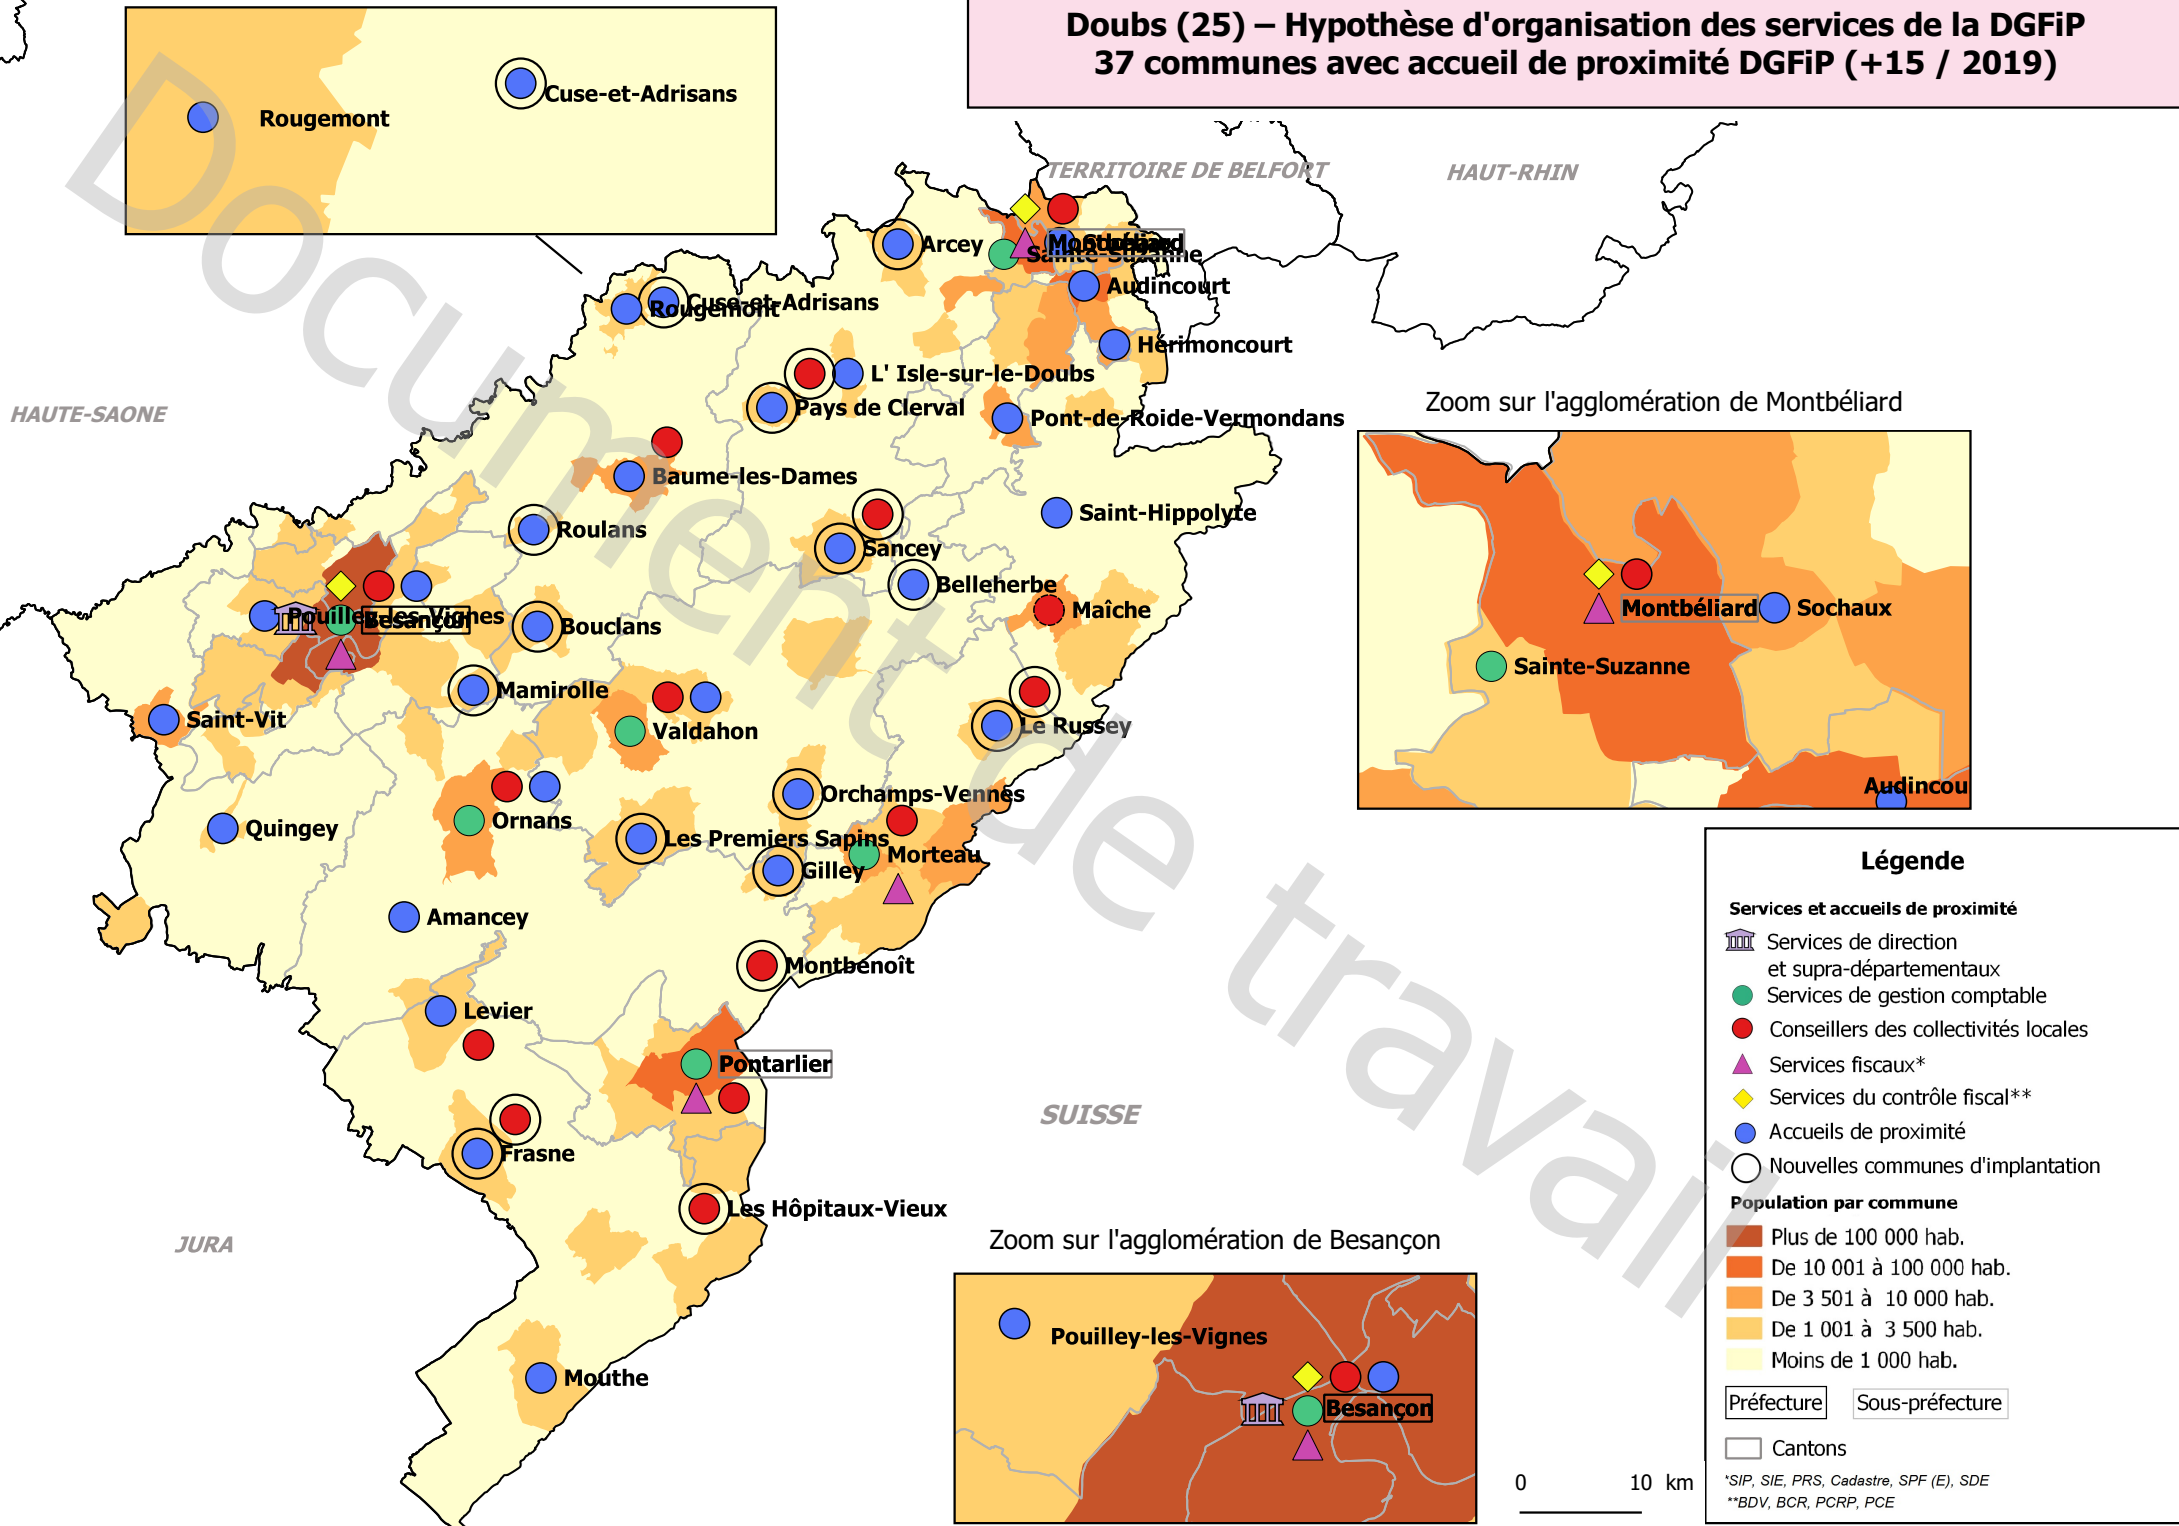 Doubs (25) – Hypothèse d'organisation des services de la DGFiP
37 communes avec accueil de proximité DGFiP (+15 / 2019)
Cuse-et-Adrisans
Rougemont
TERRITOIRE DE BELFORT
HAUT-RHIN
Arcey
Montbéliard
Sochaux
Sainte-Suzanne
Audincourt
Cuse-et-Adrisans
Rougemont
Hérimoncourt
L' Isle-sur-le-Doubs
Pays de Clerval
HAUTE-SAONE
Pont-de-Roide-Vermondans
Baume-les-Dames
Saint-Hippolyte
Roulans
Sancey
Belleherbe
Maîche
Pouilley-les-Vignes
Besançon
Bouclans
Mamirolle
Saint-Vit
Le Russey
Valdahon
Orchamps-Vennes
Ornans
Quingey
Les Premiers Sapins
Morteau
Gilley
Amancey
Montbenoît
Levier
Pontarlier
SUISSE
Frasne
Les Hôpitaux-Vieux
JURA
Mouthe
Document de travail
Zoom sur l'agglomération de Montbéliard
Montbéliard
Sochaux
Sainte-Suzanne
Audincou
Zoom sur l'agglomération de Besançon
Pouilley-les-Vignes
Besançon
0 10 km
Légende
Services et accueils de proximité
Services de direction
et supra-départementaux
Services de gestion comptable
Conseillers des collectivités locales
Services fiscaux*
Services du contrôle fiscal**
Accueils de proximité
Nouvelles communes d'implantation
Population par commune
Plus de 100 000 hab.
De 10 001 à 100 000 hab.
De 3 501 à 10 000 hab.
De 1 001 à 3 500 hab.
Moins de 1 000 hab.
Préfecture Sous-préfecture
Cantons
*SIP, SIE, PRS, Cadastre, SPF (E), SDE
**BDV, BCR, PCRP, PCE